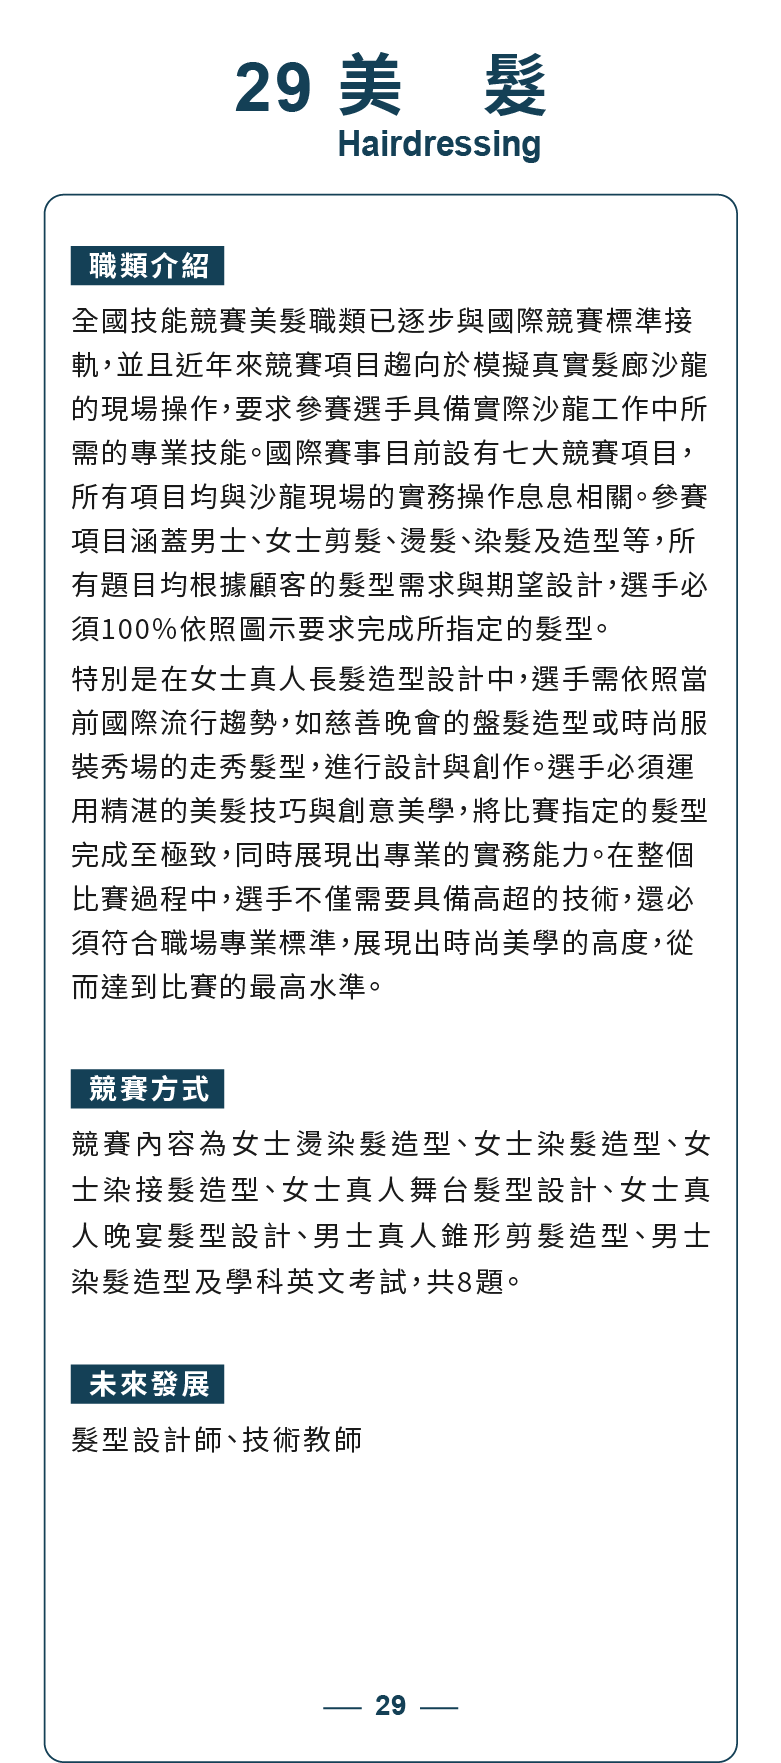 29 美　髮
Hairdressing
職類介紹
全國技能競賽美髮職類已逐步與國際競賽標準接
軌，並且近年來競賽項目趨向於模擬真實髮廊沙龍
的現場操作，要求參賽選手具備實際沙龍工作中所
需的專業技能。國際賽事目前設有七大競賽項目，
所有項目均與沙龍現場的實務操作息息相關。參賽
項目涵蓋男士、女士剪髮、燙髮、染髮及造型等，所
有題目均根據顧客的髮型需求與期望設計，選手必
須100%依照圖示要求完成所指定的髮型。
特別是在女士真人長髮造型設計中，選手需依照當
前國際流行趨勢，如慈善晚會的盤髮造型或時尚服
裝秀場的走秀髮型，進行設計與創作。選手必須運
用精湛的美髮技巧與創意美學，將比賽指定的髮型
完成至極致，同時展現出專業的實務能力。在整個
比賽過程中，選手不僅需要具備高超的技術，還必
須符合職場專業標準，展現出時尚美學的高度，從
而達到比賽的最高水準。
競賽方式
競賽內容為女士燙染髮造型、女士染髮造型、女
士染接髮造型、女士真人舞台髮型設計、女士真
人晚宴髮型設計、男士真人錐形剪髮造型、男士
染髮造型及學科英文考試，共8題。
未來發展
髮型設計師、技術教師
29